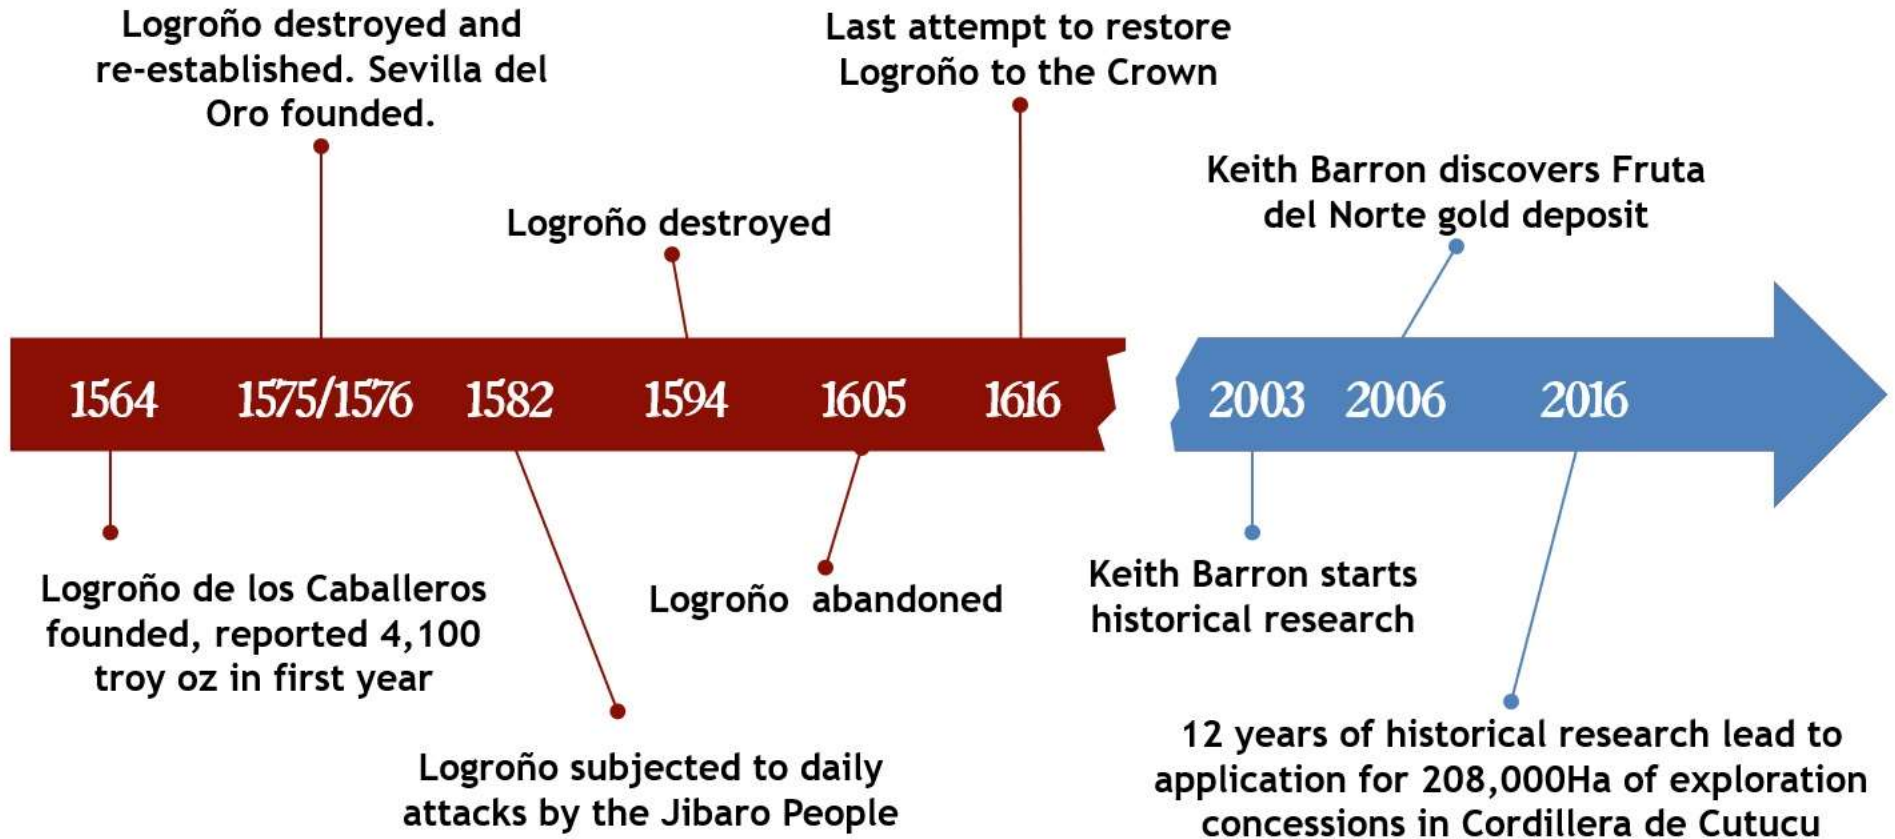 Logroño destroyed and
re-established. Sevilla del
Oro founded.
Last attempt to restore
Logroño to the Crown
Logroño destroyed
Keith Barron discovers Fruta
del Norte gold deposit
1564 1575/1576 1582 1594 1605 1616 2003 2006 2016
Logroño de los Caballeros
founded, reported 4,100
troy oz in first year
Logroño abandoned
Keith Barron starts
historical research
Logroño subjected to daily
attacks by the Jibaro People
12 years of historical research lead to
application for 208,000Ha of exploration
concessions in Cordillera de Cutucu